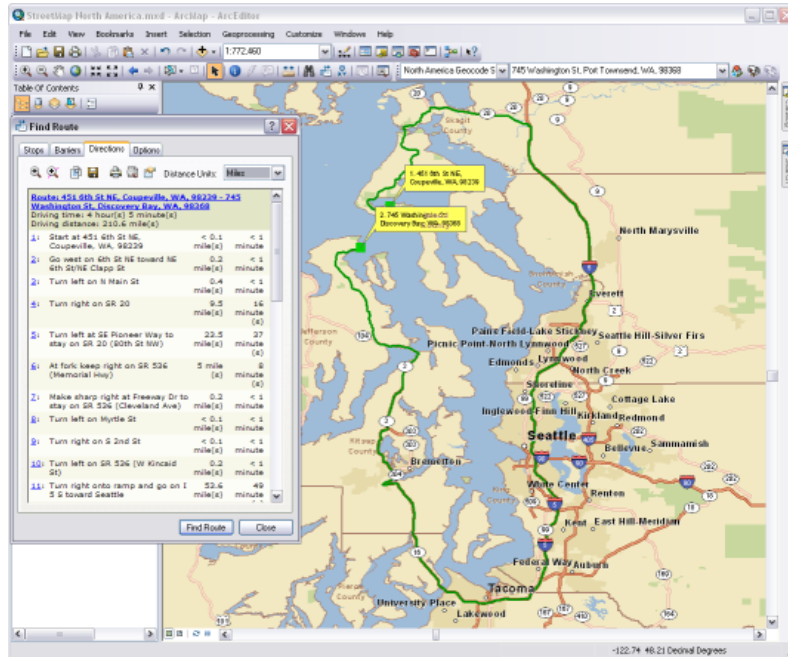 StreetMap North America.mxd - ArcMap - ArcEditor
File Edit View Bookmarks Insert Selection Geoprocessing Customize Windows Help
1:772,460
North America Geocode S
745 Washington St, Port Townsend, WA, 98368
Table Of Contents
Find Route
Stops Barriers Directions Options
Distance Units: Miles
Route: 451 6th St NE, Coupeville, WA, 98239 - 745
Washington St, Discovery Bay, WA, 98368
Driving time: 4 hour(s) 5 minute(s)
Driving distance: 210.6 mile(s)
1: Start at 451 6th St NE, < 0.1 < 1
Coupeville, WA, 98239 mile(s) minute
2: Go west on 6th St NE toward NE 0.2 < 1
6th St/NE Clapp St mile(s) minute
3: Turn left on N Main St 0.4 < 1
mile(s) minute
4: Turn right on SR 20 9.5 16
mile(s) minute
(s)
5: Turn left at SE Pioneer Way to 23.5 37
stay on SR 20 (80th St NW) mile(s) minute
(s)
6: At fork keep right on SR 536 5 mile 8
(Memorial Hwy) (s) minute
(s)
7: Make sharp right at Freeway Dr to 0.2 < 1
stay on SR 536 (Cleveland Ave) mile(s) minute
8: Turn left on Myrtle St < 0.1 < 1
mile(s) minute
9: Turn right on S 2nd St < 0.1 < 1
mile(s) minute
10: Turn left on SR 536 (W Kincaid 0.2 < 1
St) mile(s) minute
11: Turn right onto ramp and go on I 53.6 49
5 S toward Seattle mile(s) minute
Find Route Close
Skagit
County
1. 451 6th St NE,
Coupeville, WA, 98239
2. 745 Washington St
Discovery Bay, WA, 98368
North Marysville
Snohomish
County
Everett
Jefferson
County
Paine Field-Lake Stickney
Seattle Hill-Silver Firs
Picnic Point-North Lynnwood
Edmonds
Lynnwood
North Creek
Shoreline
Cottage Lake
Inglewood-Finn Hill
Kirkland
Redmond
Seattle
Kitsap
County
Bellevue
Sammamish
Bremerton
White Center
King
County
Renton
Kent
East Hill-Meridian
Federal Way
Auburn
Tacoma
Pierce
County
University Place
Lakewood
-122.74 48.21 Decimal Degrees